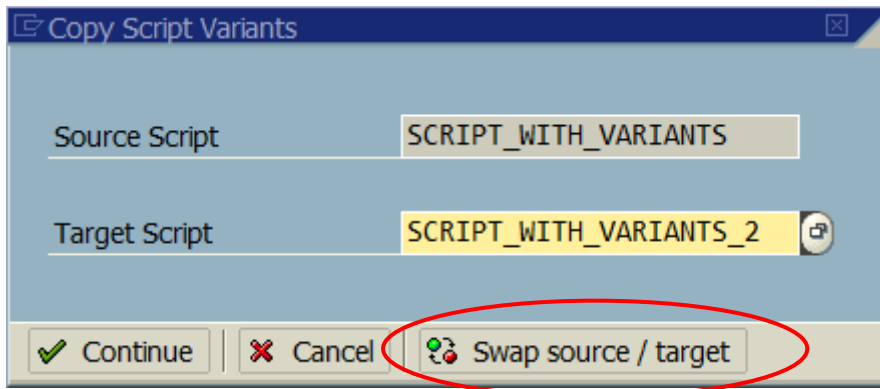 Copy Script Variants
Source Script SCRIPT_WITH_VARIANTS
Target Script SCRIPT_WITH_VARIANTS_2
Continue Cancel Swap source / target